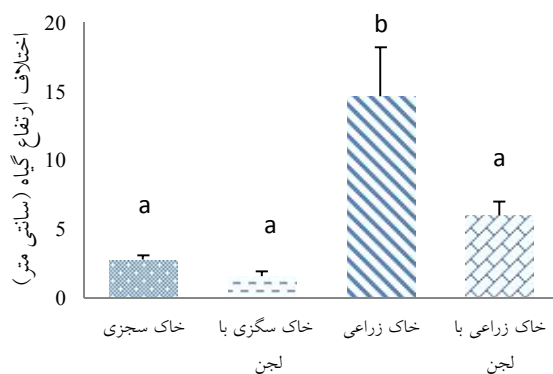 اختلاف ارتفاع گیاه (سانتی متر)
20
15
10
5
0
a
a
b
a
خاک سجزی
خاک سگزی با
لجن
خاک زراعی
خاک زراعی با
لجن